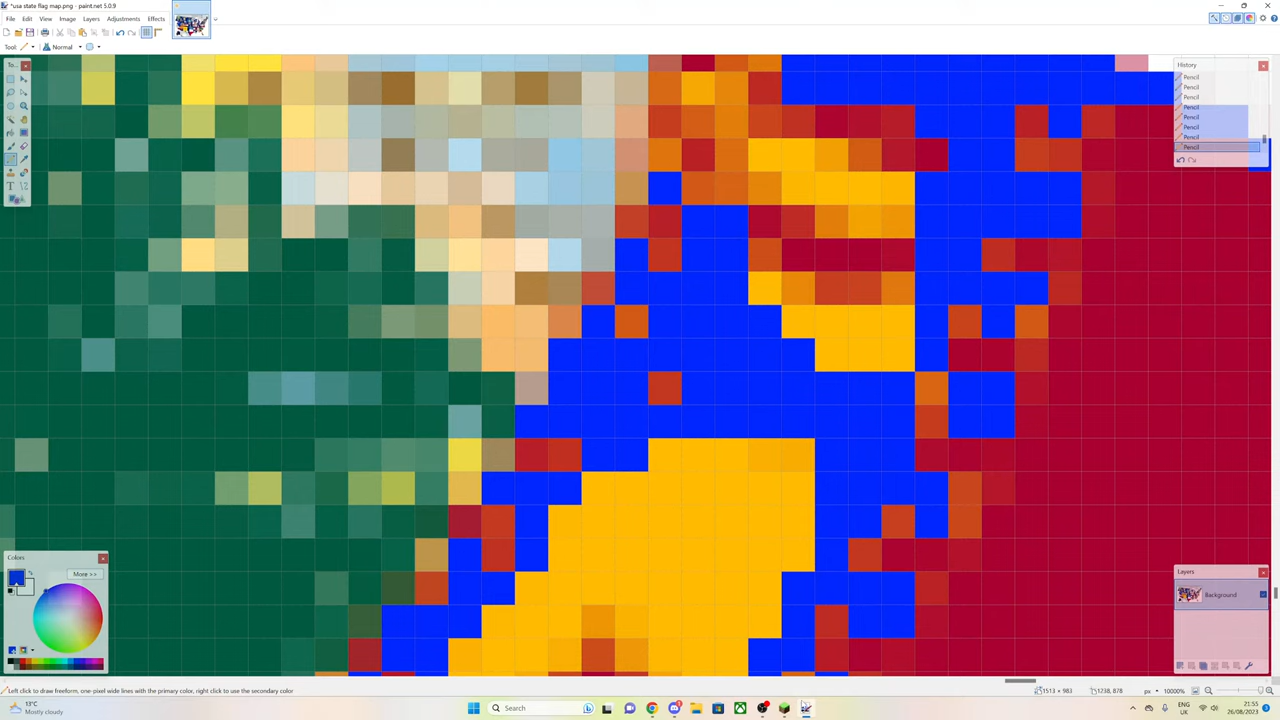 *usa state flag map.png - paint.net 5.0.9
File Edit View Image Layers Adjustments Effects
Tool: Normal
To...
History
Pencil
Pencil
Pencil
Pencil
Pencil
Pencil
Pencil
Pencil
Colors
More >>
Layers
Background
Left click to draw freeform, one-pixel wide lines with the primary color, right click to use the secondary color
1513 × 983
1238, 878
px
10000%
13°C
Mostly cloudy
Search
ENG
UK
21:55
26/08/2023